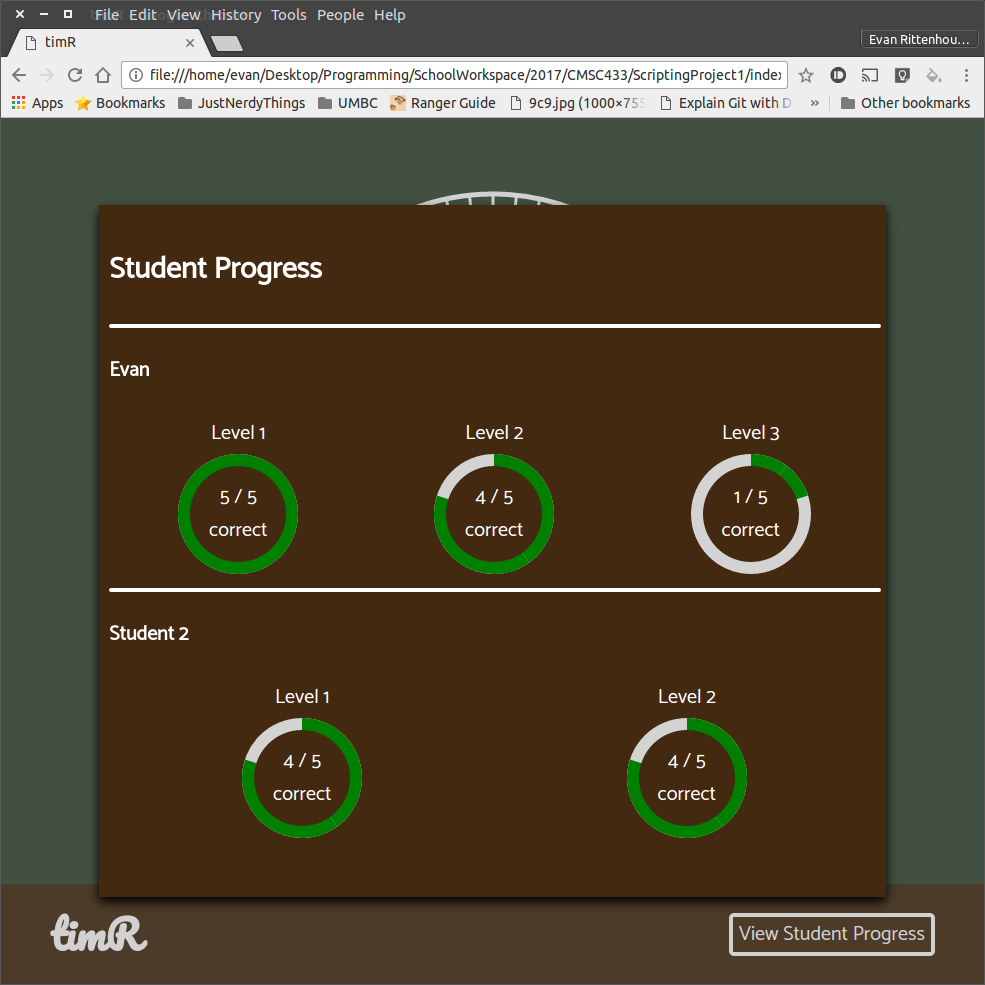 File Edit View History Tools People Help
timR
Evan Rittenhou...
file:///home/evan/Desktop/Programming/SchoolWorkspace/2017/CMSC433/ScriptingProject1/index
Apps Bookmarks JustNerdyThings UMBC Ranger Guide 9c9.jpg (1000×755 Explain Git with D » Other bookmarks
Student Progress
Evan
Level 1 Level 2 Level 3
5 / 5 4 / 5 1 / 5
correct correct correct
Student 2
Level 1 Level 2
4 / 5 4 / 5
correct correct
timR View Student Progress